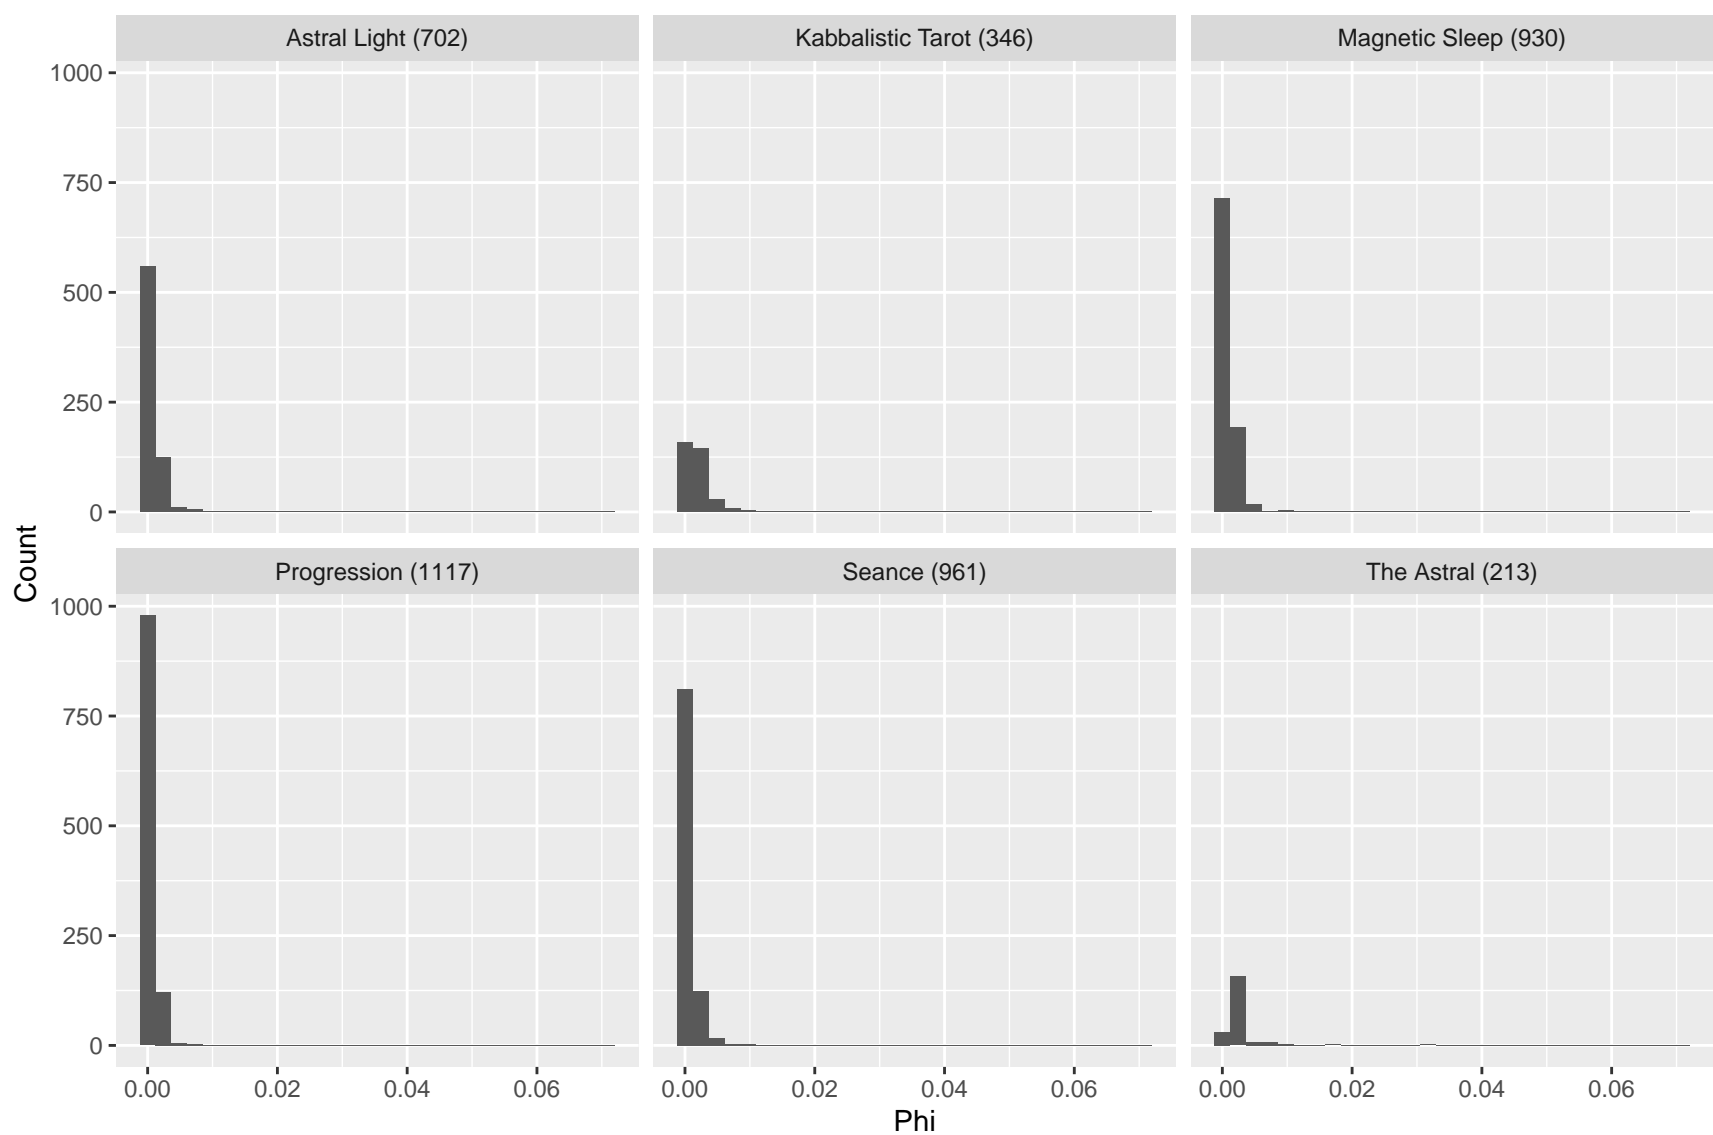 Astral Light (702)
Kabbalistic Tarot (346)
Magnetic Sleep (930)
1000
750
500
250
0
Progression (1117)
Seance (961)
The Astral (213)
Count
1000
750
500
250
0
0.00 0.02 0.04 0.06
0.00 0.02 0.04 0.06
0.00 0.02 0.04 0.06
Phi